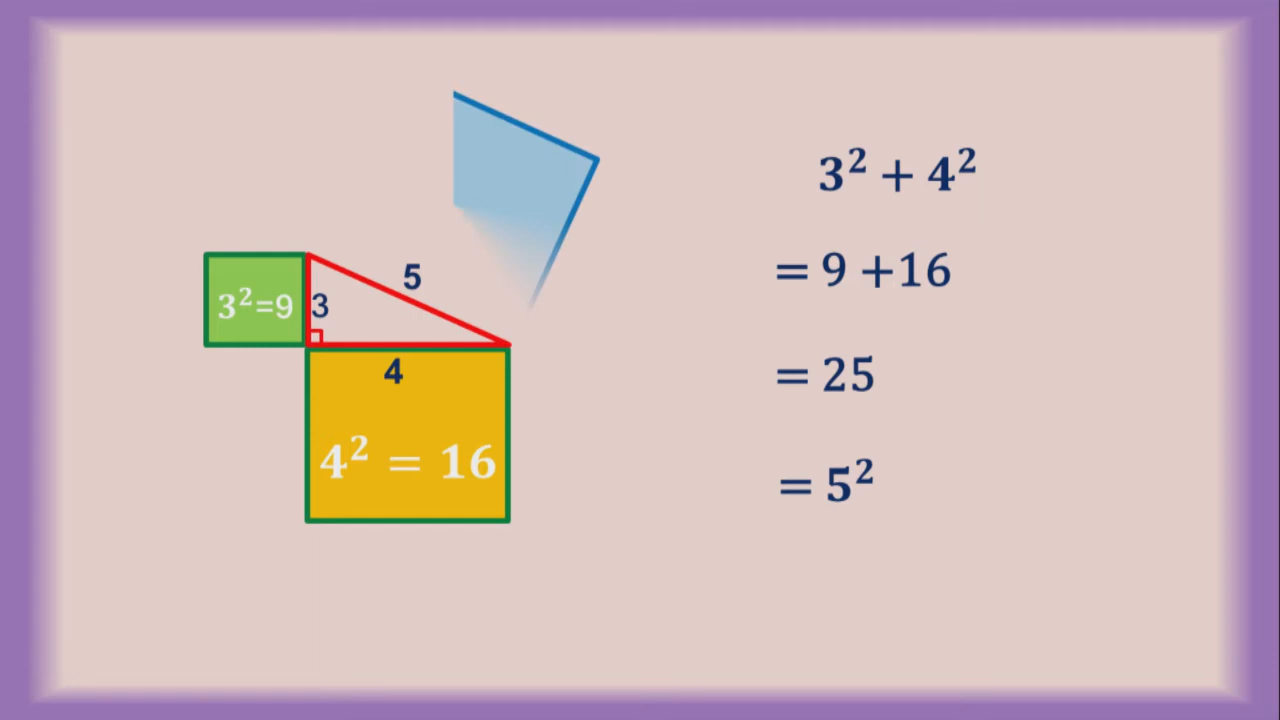 5
3²=9
3
4
4² = 16
3² + 4²
= 9 +16
= 25
= 5²